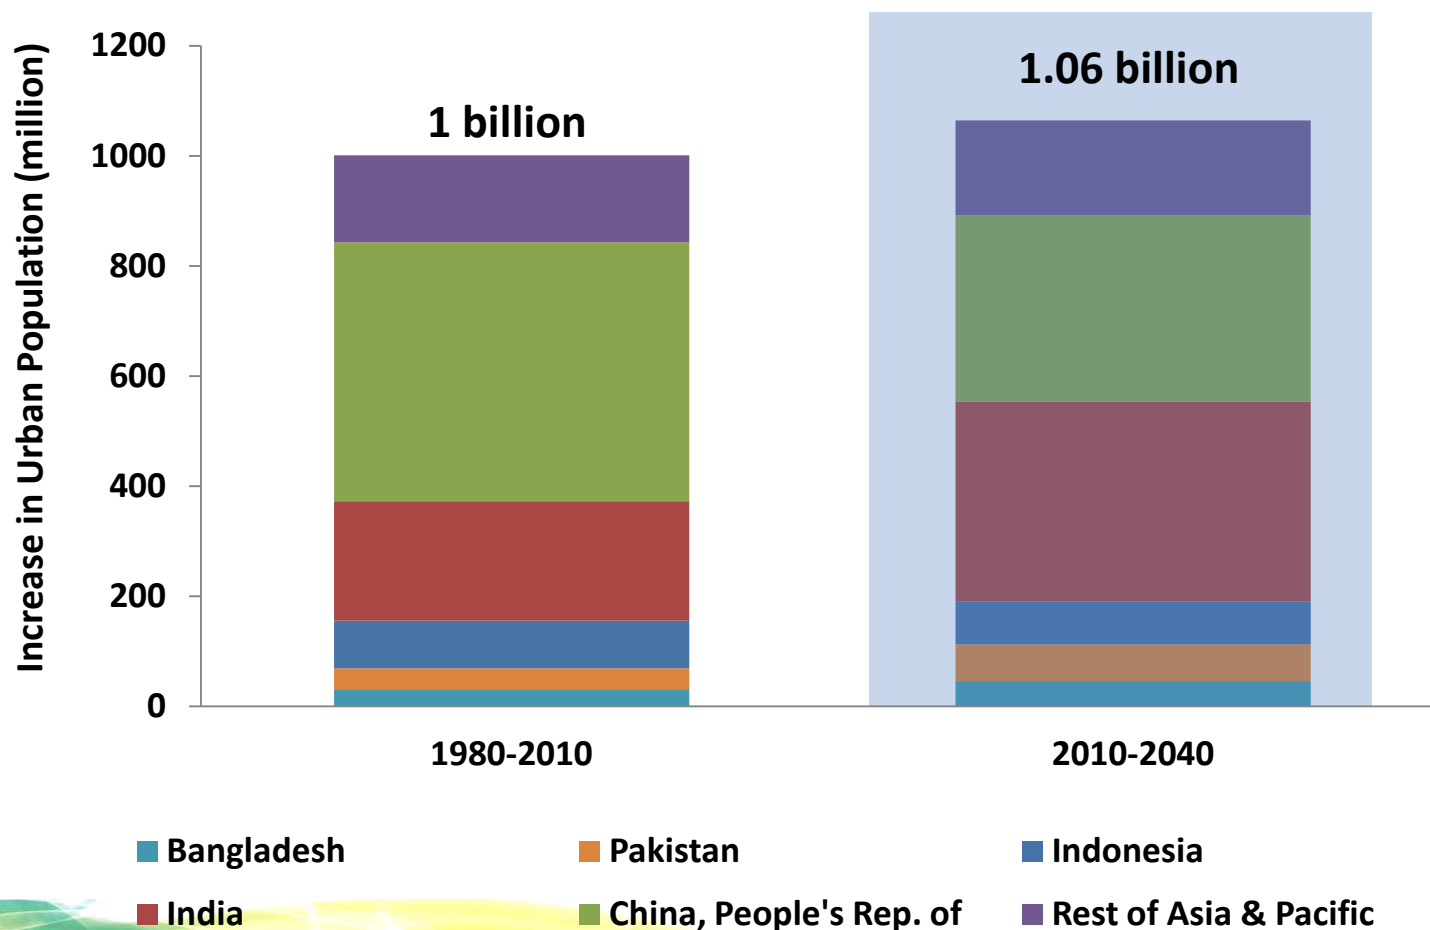 Increase in Urban Population (million)
1200
1000
800
600
400
200
0
1 billion
1.06 billion
1980-2010
2010-2040
Bangladesh
Pakistan
Indonesia
India
China, People's Rep. of
Rest of Asia & Pacific